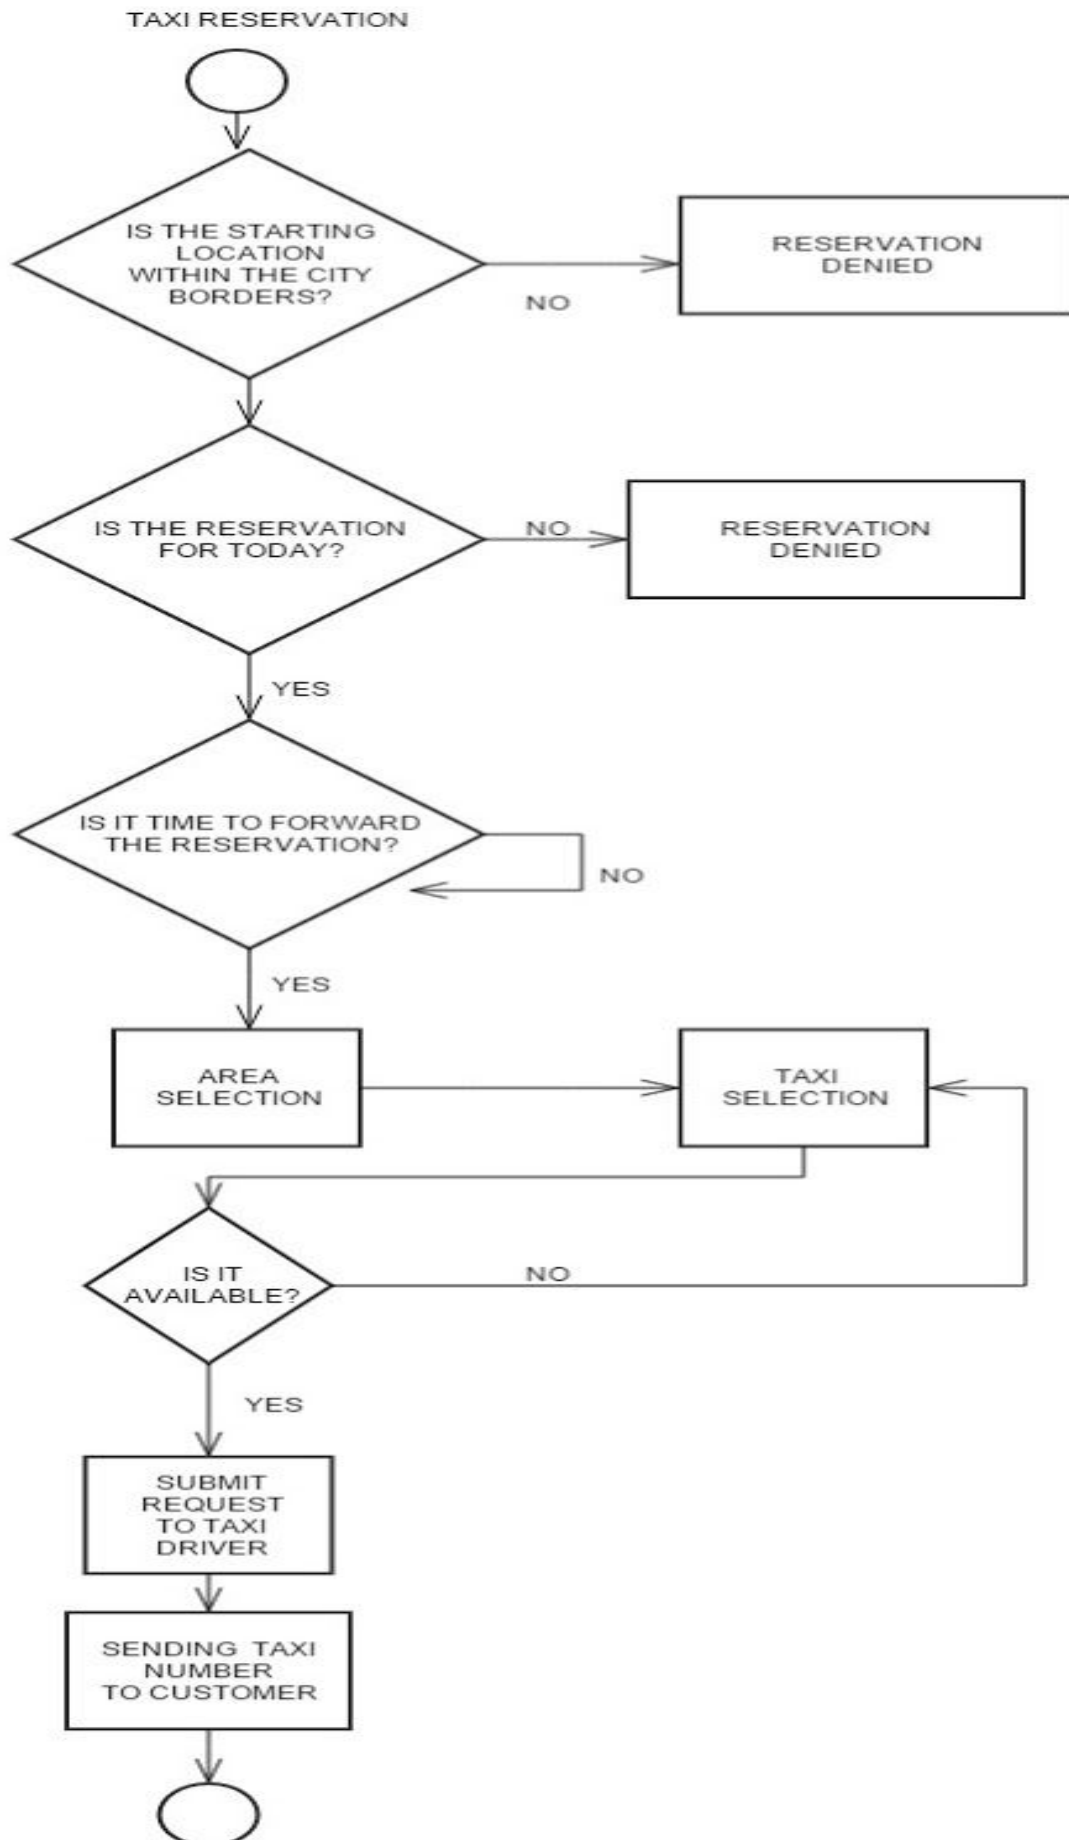 TAXI RESERVATION
IS THE STARTING
LOCATION
WITHIN THE CITY
BORDERS?
NO
RESERVATION
DENIED
IS THE RESERVATION
FOR TODAY?
NO
RESERVATION
DENIED
YES
IS IT TIME TO FORWARD
THE RESERVATION?
NO
YES
AREA
SELECTION
TAXI
SELECTION
IS IT
AVAILABLE?
NO
YES
SUBMIT
REQUEST
TO TAXI
DRIVER
SENDING TAXI
NUMBER
TO CUSTOMER